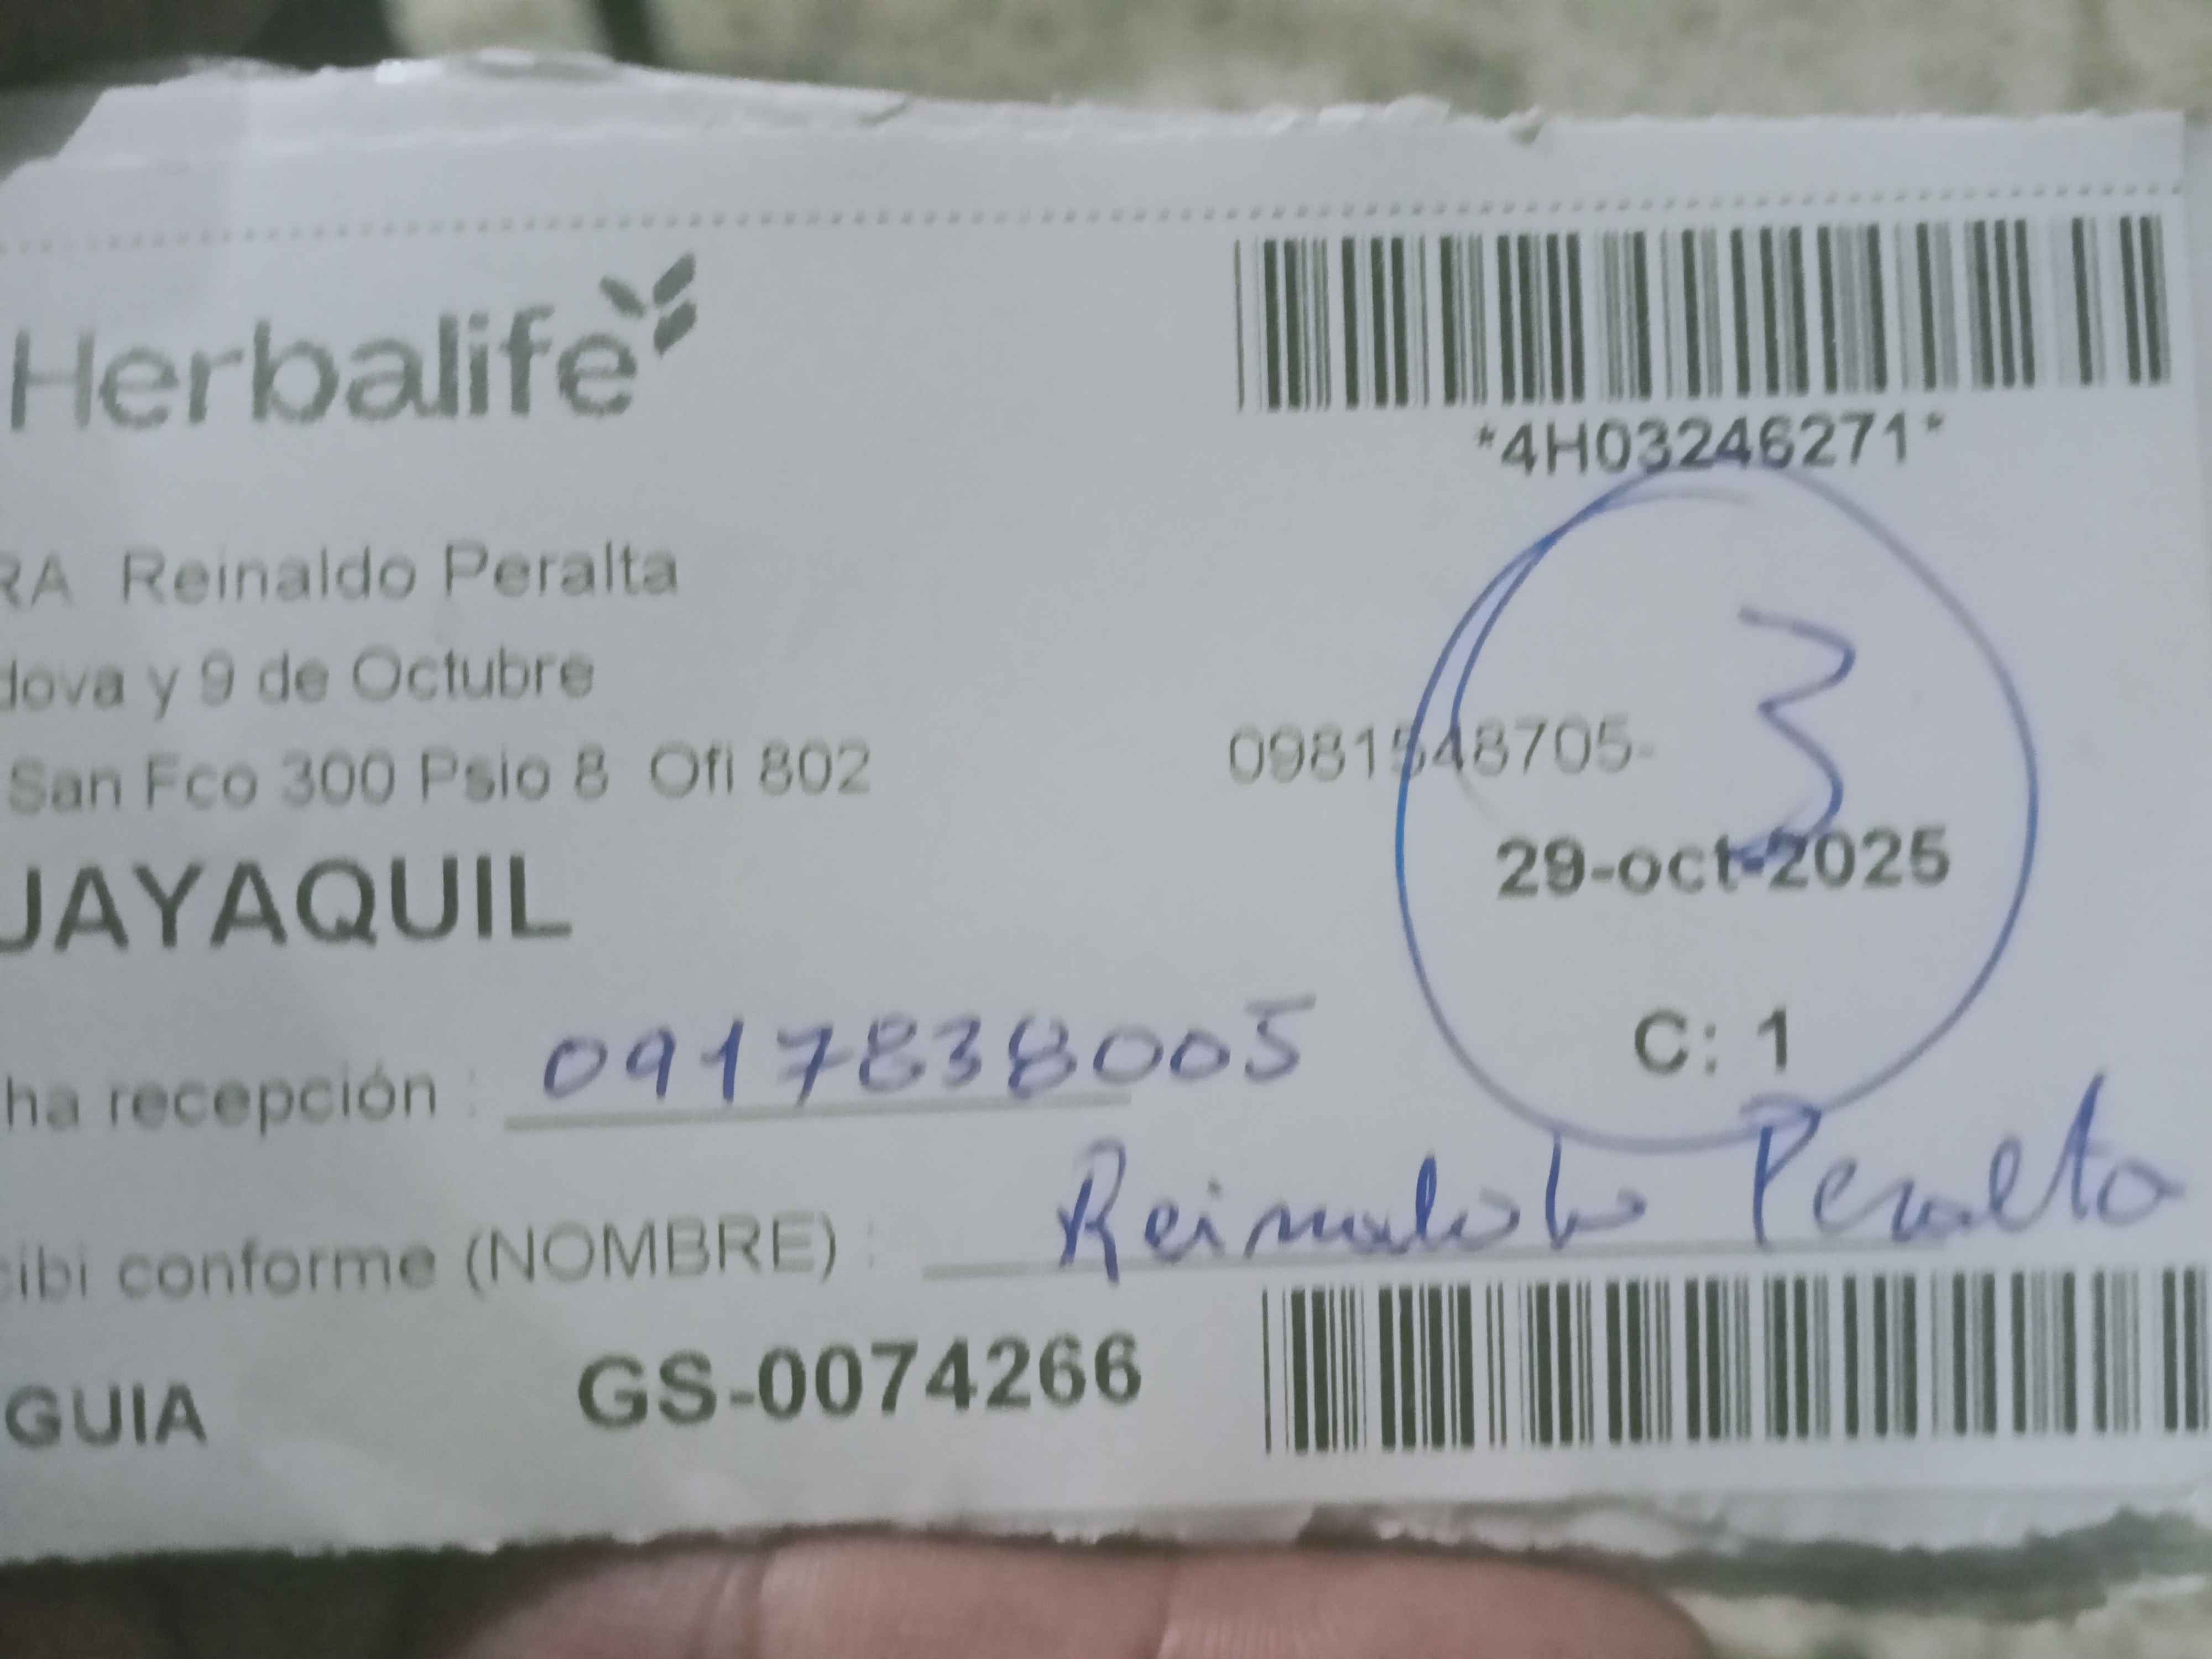 Herbalife
*4H03246271*
RA Reinaldo Peralta
dova y 9 de Octubre
San Fco 300 Psio 8 Ofi 802
0981548705-
3
29-oct-2025
UAYAQUIL
C: 1
ha recepción : 0917838005
cibi conforme (NOMBRE) : Reinaldo Peralta
GUIA GS-0074266